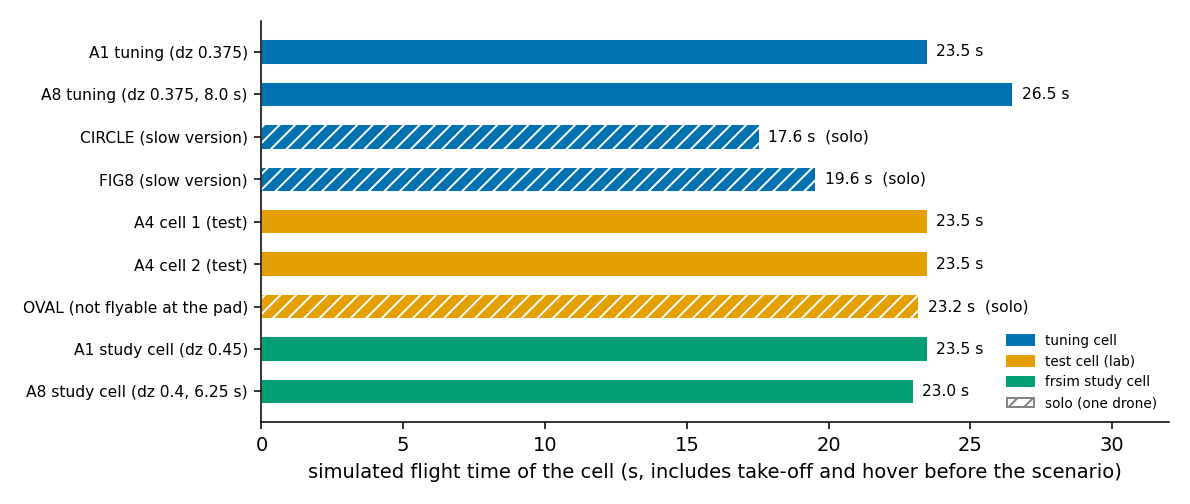 A1 tuning (dz 0.375)
23.5 s
A8 tuning (dz 0.375, 8.0 s)
26.5 s
CIRCLE (slow version)
17.6 s (solo)
FIG8 (slow version)
19.6 s (solo)
A4 cell 1 (test)
23.5 s
A4 cell 2 (test)
23.5 s
OVAL (not flyable at the pad)
23.2 s (solo)
A1 study cell (dz 0.45)
23.5 s
A8 study cell (dz 0.4, 6.25 s)
23.0 s
tuning cell
test cell (lab)
frsim study cell
solo (one drone)
0 5 10 15 20 25 30
simulated flight time of the cell (s, includes take-off and hover before the scenario)